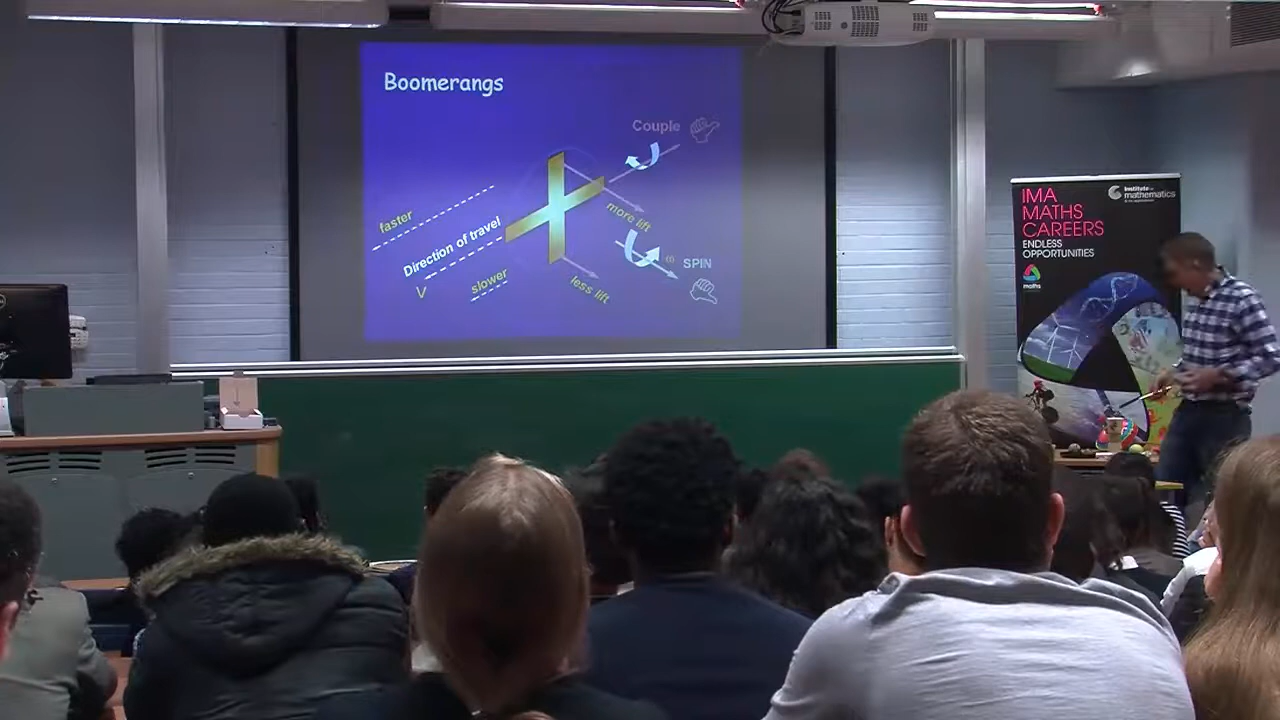 Boomerangs
Couple
faster
more lift
Direction of travel
ω
SPIN
V
slower
less lift
IMA
MATHS
CAREERS
ENDLESS
OPPORTUNITIES
Institute of
mathematics
maths